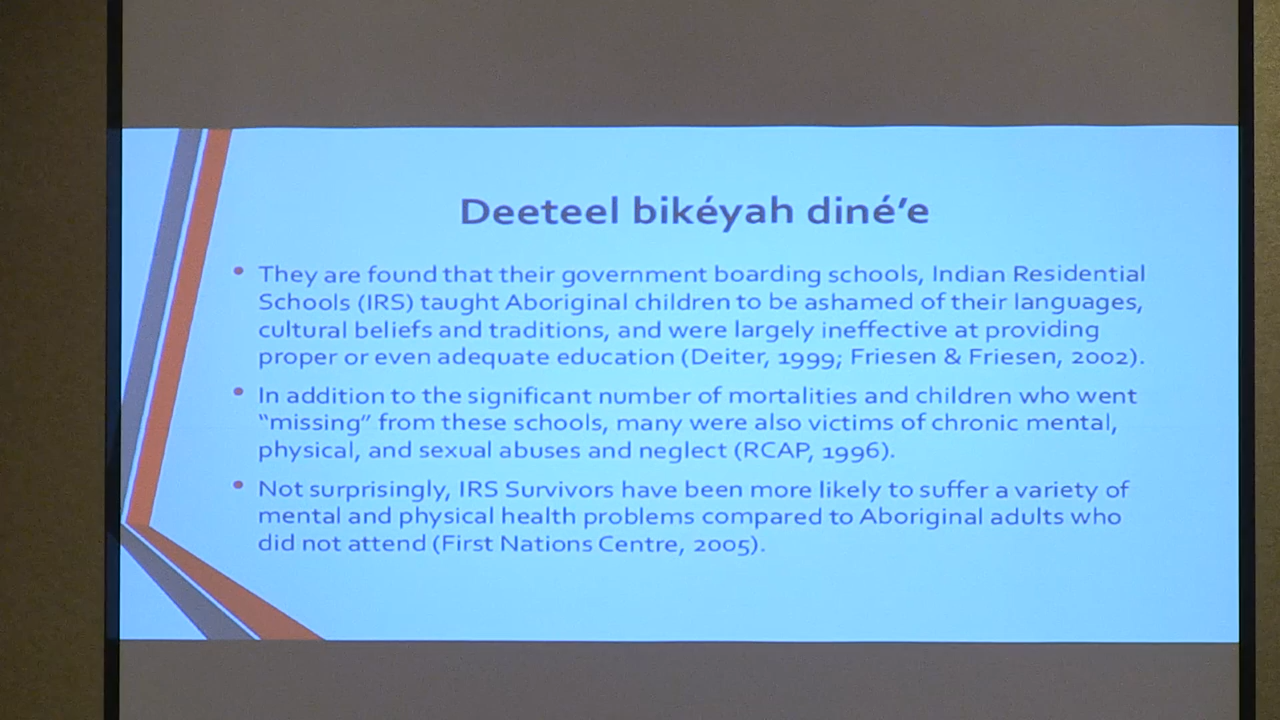 Deeteel bikéyah diné'e
• They are found that their government boarding schools, Indian Residential
Schools (IRS) taught Aboriginal children to be ashamed of their languages,
cultural beliefs and traditions, and were largely ineffective at providing
proper or even adequate education (Deiter, 1999; Friesen & Friesen, 2002).
• In addition to the significant number of mortalities and children who went
“missing” from these schools, many were also victims of chronic mental,
physical, and sexual abuses and neglect (RCAP, 1996).
• Not surprisingly, IRS Survivors have been more likely to suffer a variety of
mental and physical health problems compared to Aboriginal adults who
did not attend (First Nations Centre, 2005).